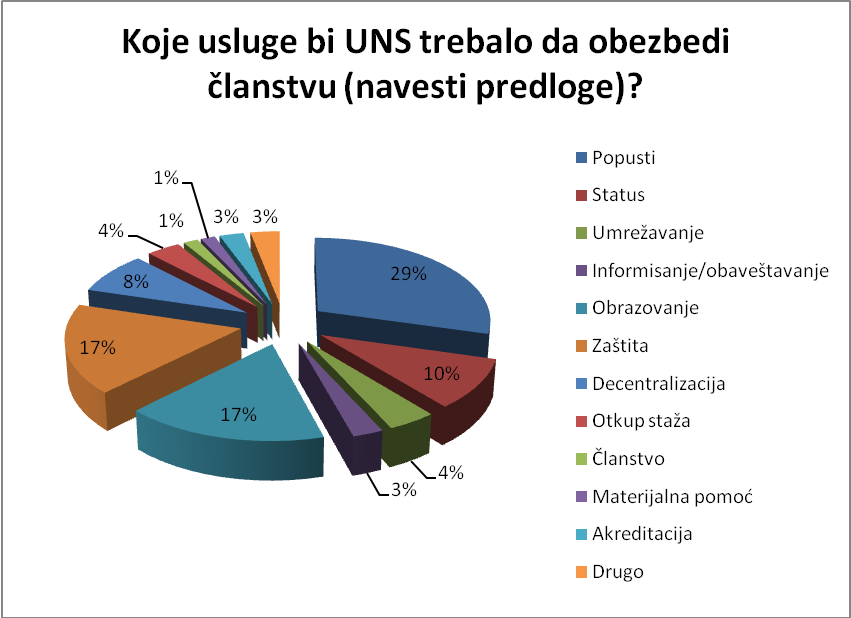 Koje usluge bi UNS trebalo da obezbedi
članstvu (navesti predloge)?
29%
10%
4%
3%
17%
17%
8%
4%
1%
1%
3%
3%
Popusti
Status
Umrežavanje
Informisanje/obaveštavanje
Obrazovanje
Zaštita
Decentralizacija
Otkup staža
Članstvo
Materijalna pomoć
Akreditacija
Drugo